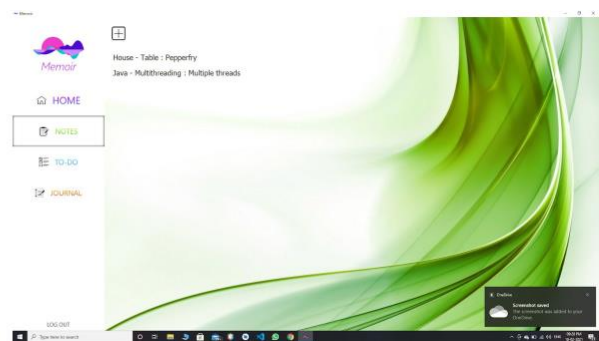 Memoir
House - Table : Pepperfry
Java - Multithreading : Multiple threads
Memoir
HOME
NOTES
TO-DO
JOURNAL
LOG OUT
OneDrive
Screenshot saved
The screenshot was added to your
OneDrive.
Type here to search